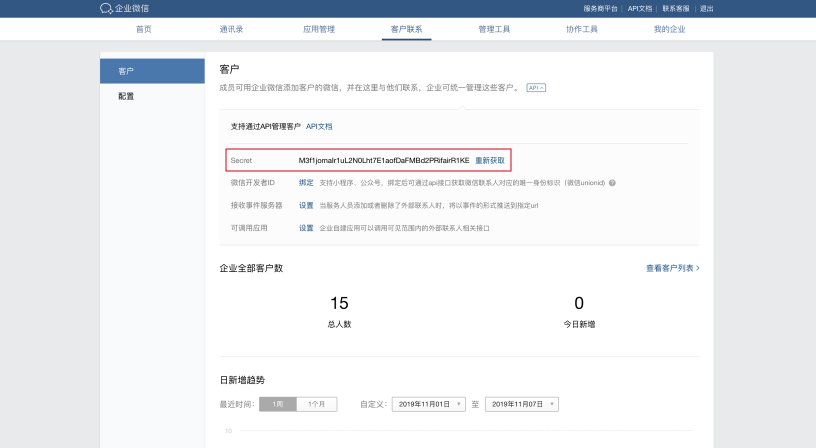 企业微信
服务商平台 | API文档 | 联系客服 | 退出
首页 通讯录 应用管理 客户联系 管理工具 协作工具 我的企业
客户
配置
客户
成员可用企业微信添加客户的微信，并在这里与他们联系，企业可统一管理这些客户。 API
支持通过API管理客户 API文档
Secret M3f1jomaIr1uL2N0Lht7E1aofDaFMBd2PRifairR1KE 重新获取
微信开发者ID 绑定 支持小程序、公众号，绑定后可通过api接口获取微信联系人对应的唯一身份标识（微信unionid） ?
接收事件服务器 设置 当服务人员添加或者删除了外部联系人时，将以事件的形式推送到指定url
可调用应用 设置 企业自建应用可以调用可见范围内的外部联系人相关接口
企业全部客户数 查看客户列表
15 0
总人数 今日新增
日新增趋势
最近时间： 1周 1个月 自定义： 2019年11月01日 至 2019年11月07日
10